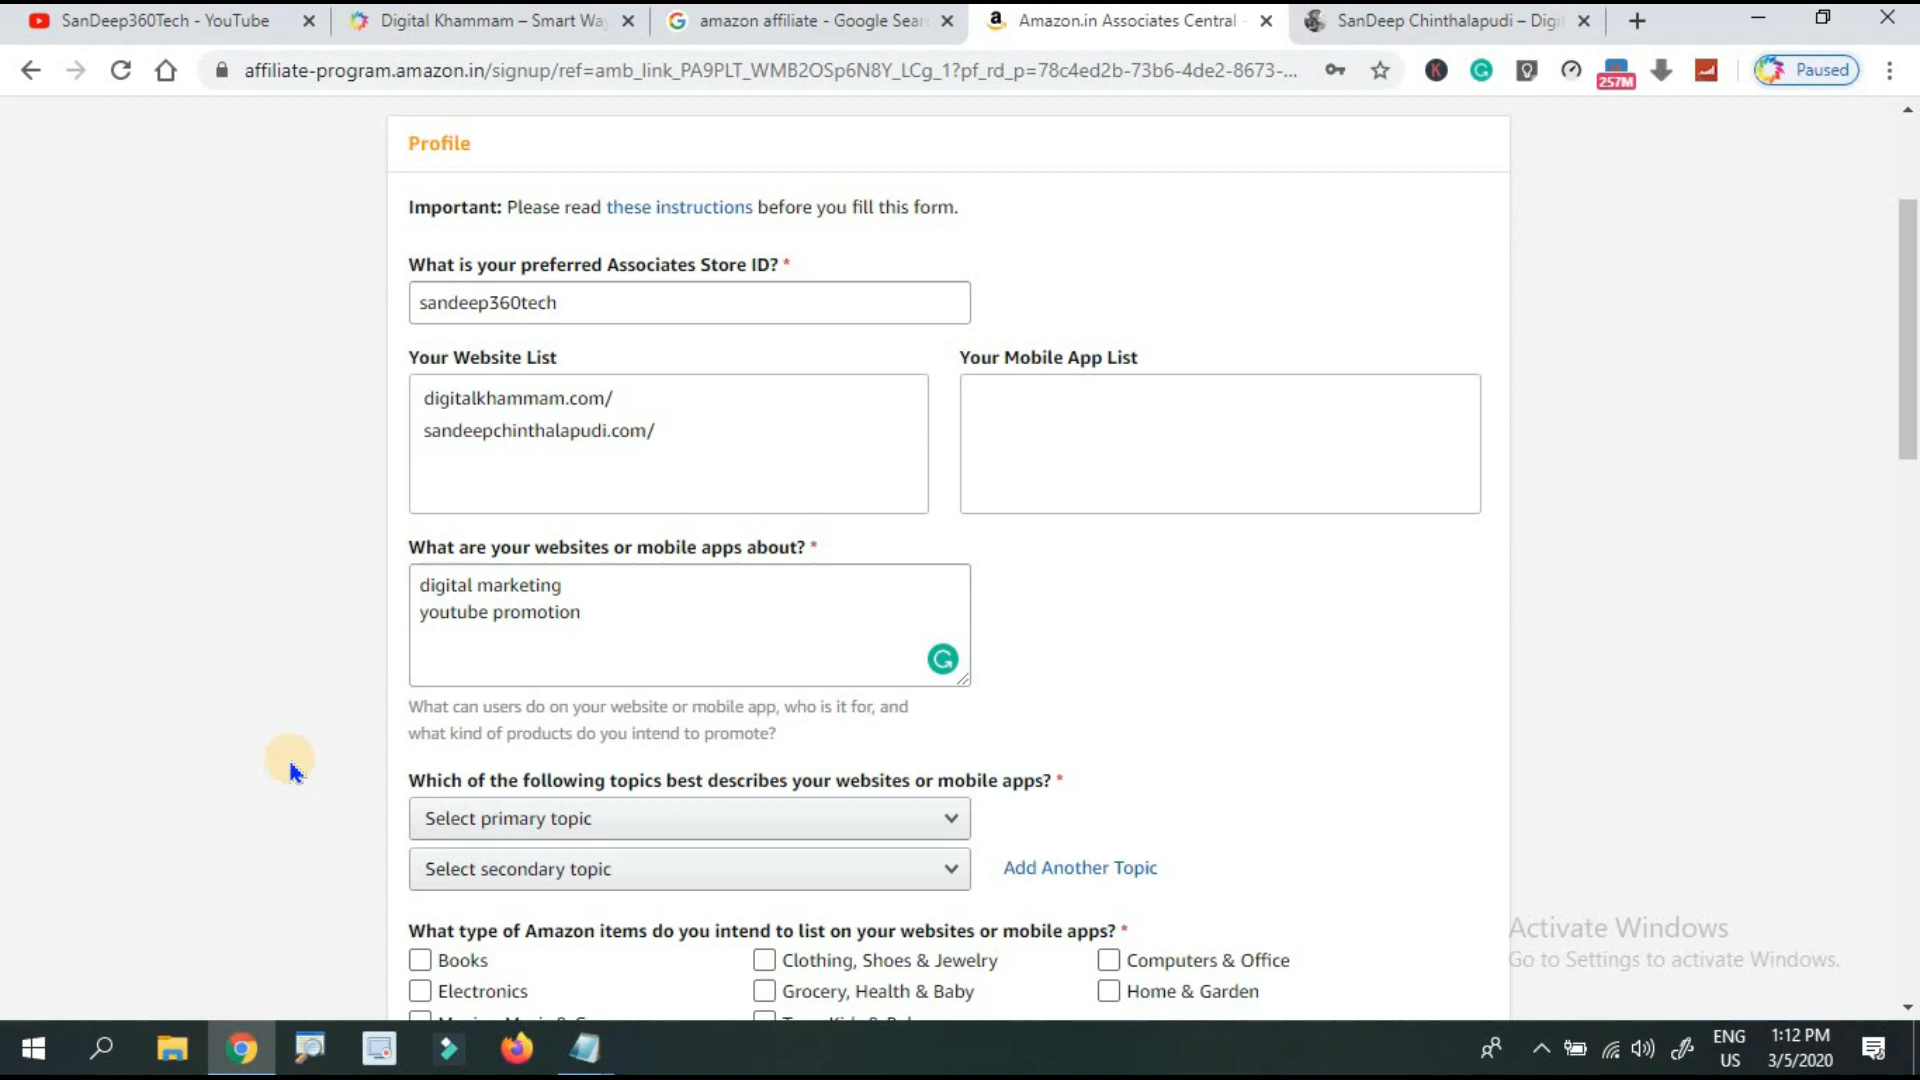 SanDeep360Tech - YouTube
Digital Khammam – Smart Wa
amazon affiliate - Google Sear
Amazon.in Associates Central -
SanDeep Chinthalapudi – Digi
affiliate-program.amazon.in/signup/ref=amb_link_PA9PLT_WMB2OSp6N8Y_LCg_1?pf_rd_p=78c4ed2b-73b6-4de2-8673-...
257M
Paused
Profile
Important: Please read these instructions before you fill this form.
What is your preferred Associates Store ID? *
sandeep360tech
Your Website List
Your Mobile App List
digitalkhammam.com/
sandeepchinthalapudi.com/
What are your websites or mobile apps about? *
digital marketing
youtube promotion
What can users do on your website or mobile app, who is it for, and
what kind of products do you intend to promote?
Which of the following topics best describes your websites or mobile apps? *
Select primary topic
Select secondary topic
Add Another Topic
What type of Amazon items do you intend to list on your websites or mobile apps? *
Books
Clothing, Shoes & Jewelry
Computers & Office
Electronics
Grocery, Health & Baby
Home & Garden
Activate Windows
Go to Settings to activate Windows.
ENG
US
1:12 PM
3/5/2020